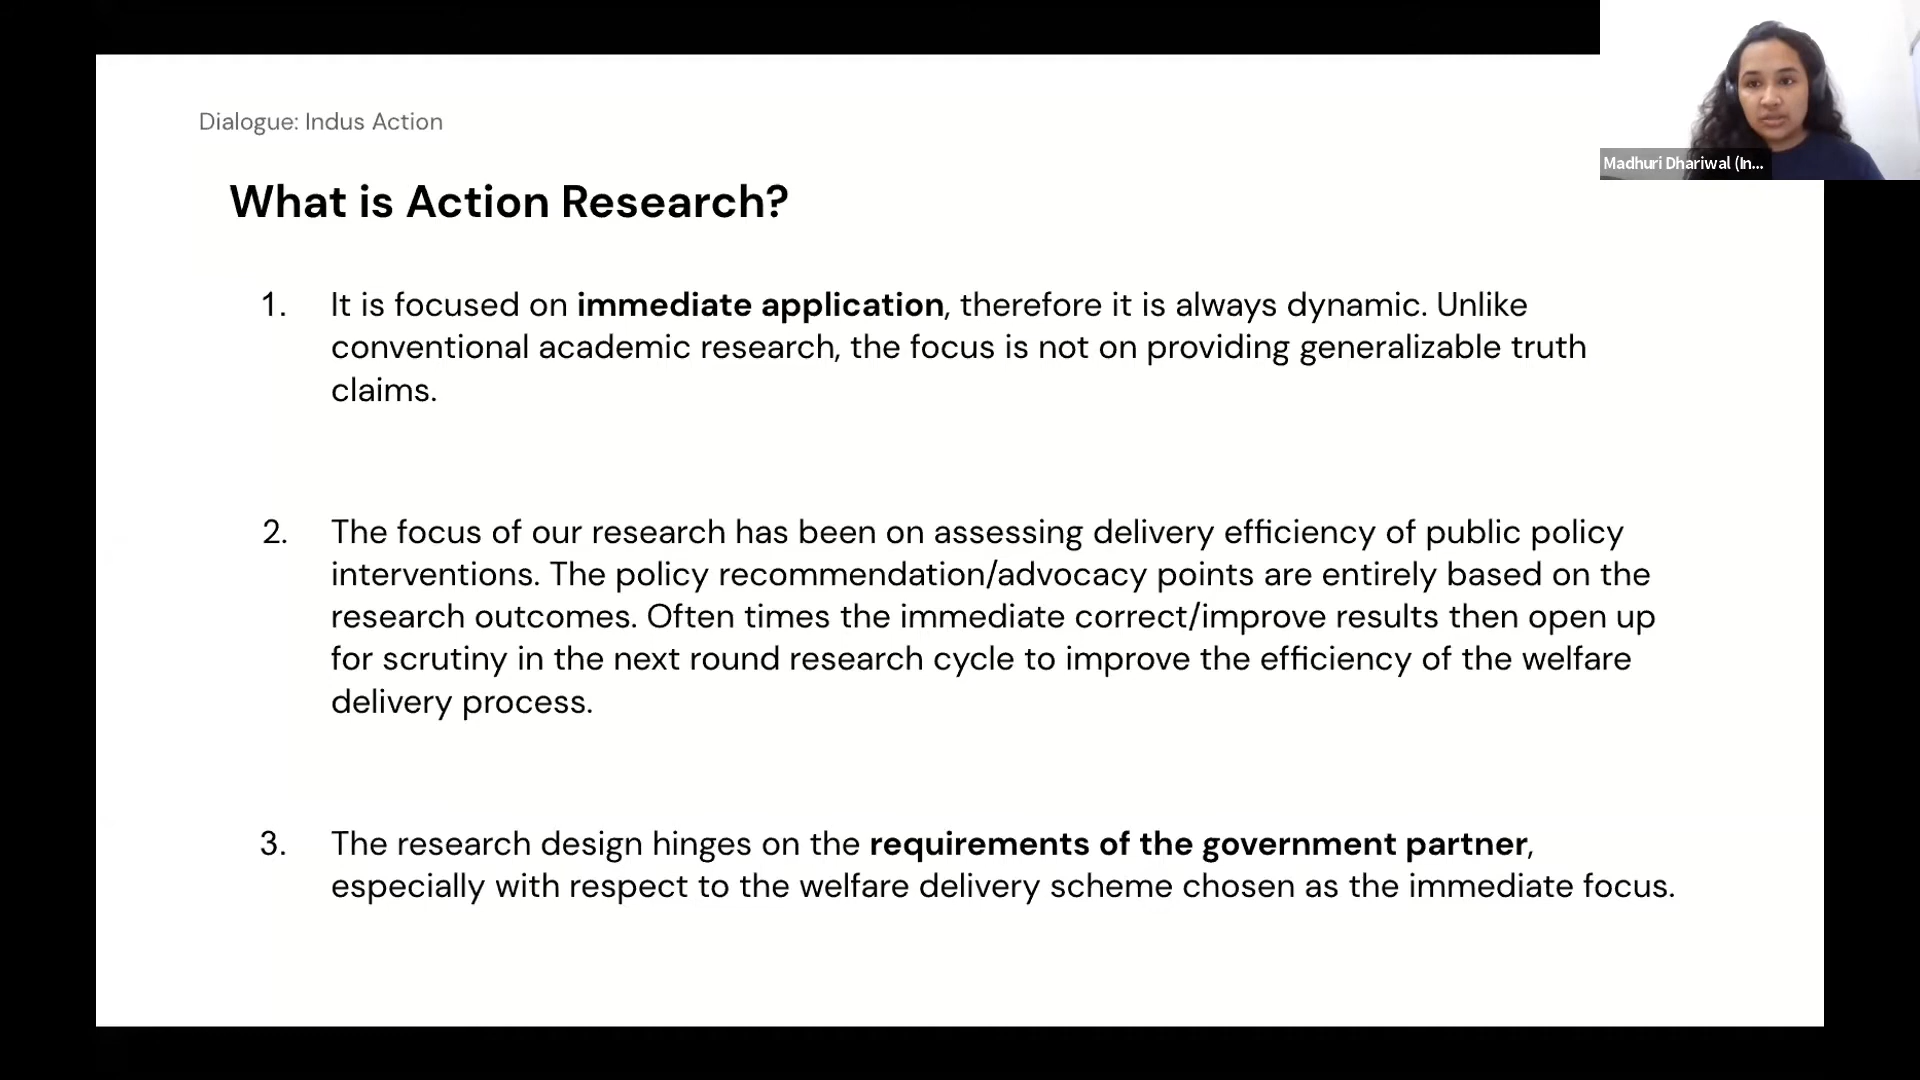 Dialogue: Indus Action
Madhuri Dhariwal (In...
What is Action Research?
1. It is focused on immediate application, therefore it is always dynamic. Unlike
conventional academic research, the focus is not on providing generalizable truth
claims.
2. The focus of our research has been on assessing delivery efficiency of public policy
interventions. The policy recommendation/advocacy points are entirely based on the
research outcomes. Often times the immediate correct/improve results then open up
for scrutiny in the next round research cycle to improve the efficiency of the welfare
delivery process.
3. The research design hinges on the requirements of the government partner,
especially with respect to the welfare delivery scheme chosen as the immediate focus.